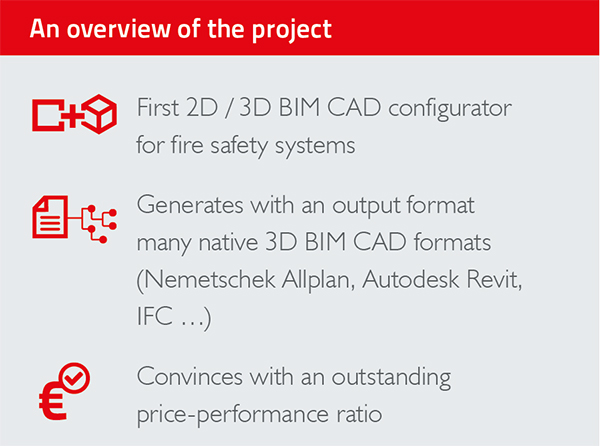 An overview of the project
First 2D / 3D BIM CAD configurator
for fire safety systems
Generates with an output format
many native 3D BIM CAD formats
(Nemetschek Allplan, Autodesk Revit,
IFC …)
Convinces with an outstanding
price-performance ratio